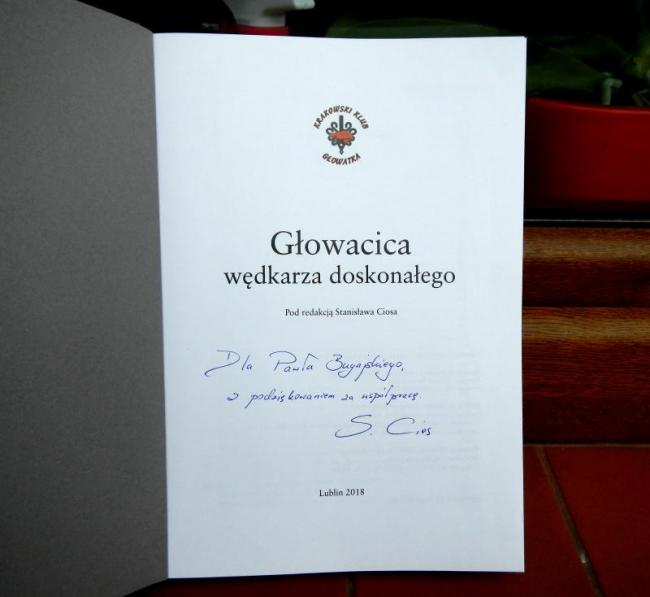 KRAKOWSKI KLUB
GŁOWATKA
Głowacica
wędkarza doskonałego
Pod redakcją Stanisława Ciosa
Dla Pawła Bugajskiego,
z podziękowaniem za współpracę.
S. Cios
Lublin 2018